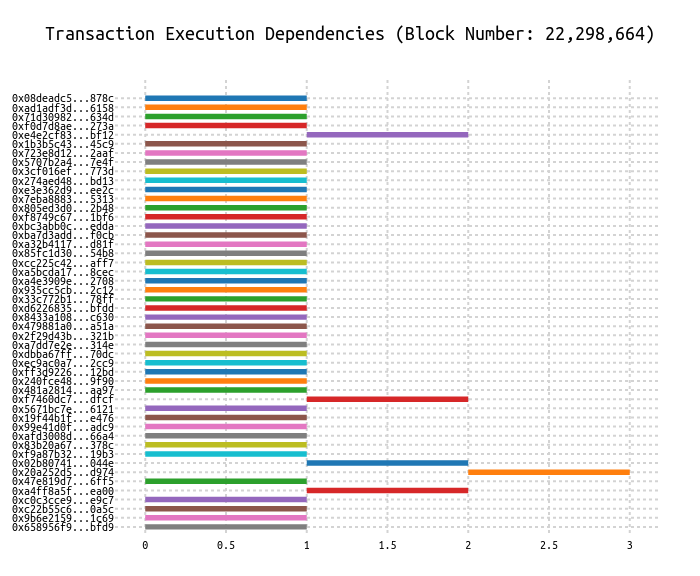 Transaction Execution Dependencies (Block Number: 22,298,664)
0x08deadc5...878c
0xad1adf3d...6158
0x71d30982...634d
0xf0d7d8ae...273a
0xe4e2cf83...bf12
0x1b3b5c43...45c9
0x723e8d12...2aaf
0x5707b2a4...7e4f
0x3cf016ef...773d
0x274aed48...bd13
0xe3e362d9...ee2c
0x7eba8883...5313
0x805ed3d0...2b48
0xf8749c67...1bf6
0xbc3abb0c...edda
0xba7d3add...f0cb
0xa32b4117...d81f
0x85fc1d30...54b8
0xcc225c42...aff7
0xa5bcda17...8cec
0xa4e3909e...2708
0x935cc5cb...2c12
0x33c772b1...78ff
0xd6226835...bfdd
0x8433a108...c630
0x479881a0...a51a
0x2f29d43b...321b
0xa7dd7e2e...314e
0xdbba67ff...70dc
0xec9ac0a7...2cc9
0xff3d9226...12bd
0x240fce48...9f90
0x481a2814...aa97
0xf7460dc7...dfcf
0x5671bc7e...6121
0x19f44b1f...e476
0x99e41d0f...adc9
0xafd3008d...66a4
0x83b20a67...378c
0xf9a87b32...19b3
0x02b80741...044e
0x20a252d5...d974
0x47e819d7...6ff5
0xa4ff8a5f...ea00
0xc0c3cce9...e9c7
0xc22b55c6...0a5c
0x9b6e2159...1c69
0x658956f9...bfd9
0 0.5 1 1.5 2 2.5 3